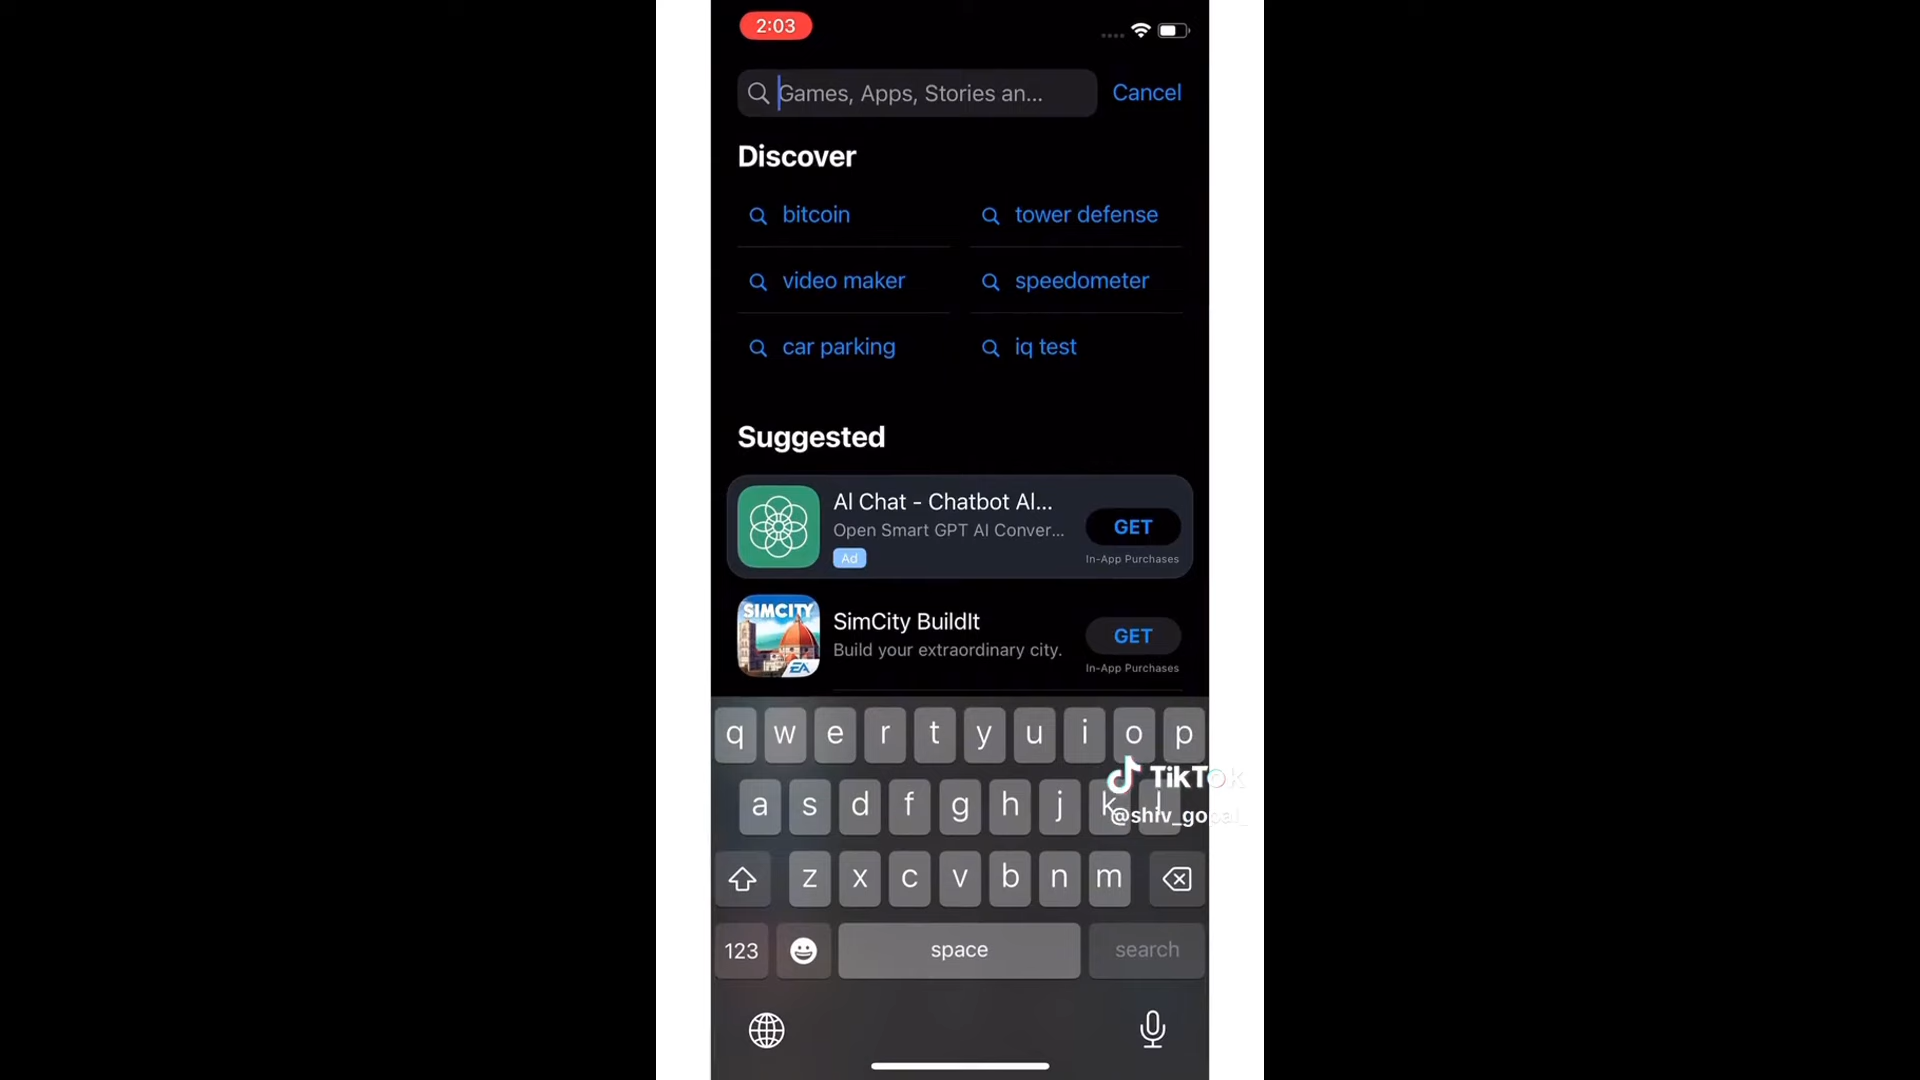 2:03
Games, Apps, Stories an...
Cancel
Discover
bitcoin
tower defense
video maker
speedometer
car parking
iq test
Suggested
AI Chat - Chatbot AI...
Open Smart GPT AI Conver...
Ad
GET
In-App Purchases
SIMCITY
EA
SimCity BuildIt
Build your extraordinary city.
GET
In-App Purchases
q w e r t y u i o p
TikTok
a s d f g h j k l
@shiv_gopal_
z x c v b n m
123
space
search